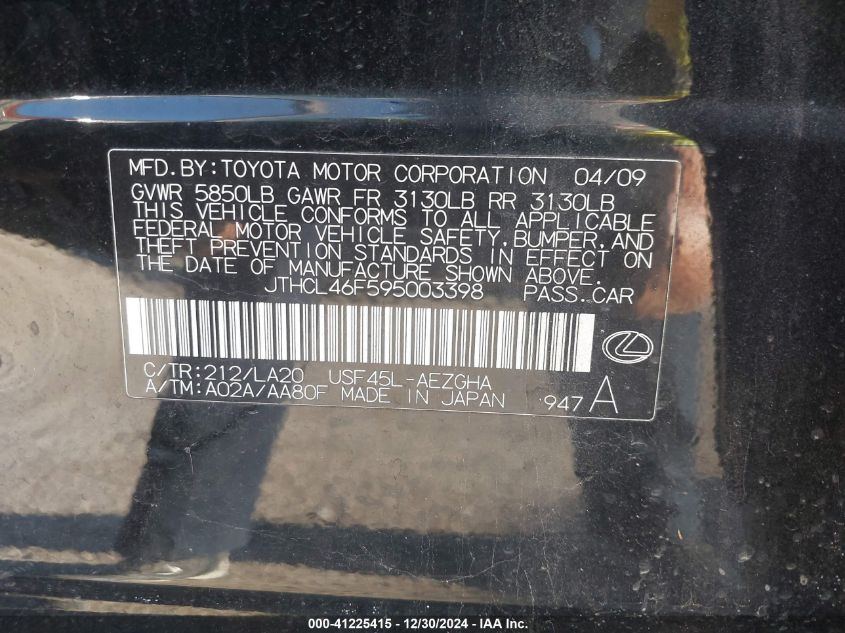 MFD.BY:TOYOTA MOTOR CORPORATION 04/09
GVWR 5850LB GAWR FR 3130LB RR 3130LB
THIS VEHICLE CONFORMS TO ALL APPLICABLE
FEDERAL MOTOR VEHICLE SAFETY,BUMPER,AND
THEFT PREVENTION STANDARDS IN EFFECT ON
THE DATE OF MANUFACTURE SHOWN ABOVE.
JTHCL46F595003398 PASS.CAR
C/TR:212/LA20 USF45L-AEZGHA
A/TM:A02A/AA80F MADE IN JAPAN 947A
000-41225415 - 12/30/2024 - IAA Inc.